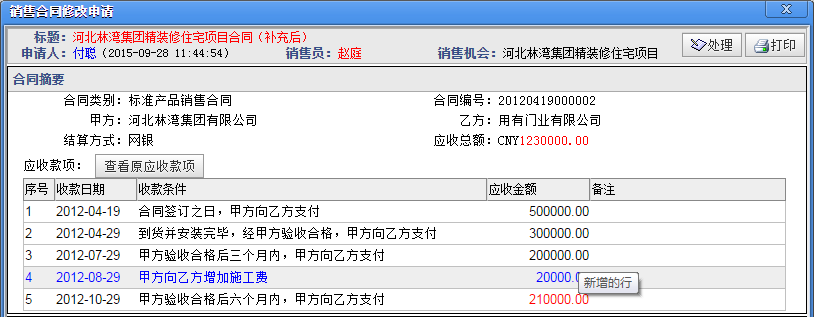 销售合同修改申请
标题：河北林湾集团精装修住宅项目合同（补充后）
申请人：付聪（2015-09-28 11:44:54） 销售员：赵庭 销售机会：河北林湾集团精装修住宅项目 处理 打印
合同摘要
合同类别：标准产品销售合同 合同编号：20120419000002
甲方：河北林湾集团有限公司 乙方：用有门业有限公司
结算方式：网银 应收总额：CNY1230000.00
应收款项： 查看原应收款项
序号 收款日期 收款条件 应收金额 备注
1 2012-04-19 合同签订之日，甲方向乙方支付 500000.00
2 2012-04-29 到货并安装完毕，经甲方验收合格，甲方向乙方支付 300000.00
3 2012-07-29 甲方验收合格后三个月内，甲方向乙方支付 200000.00
4 2012-08-29 甲方向乙方增加施工费 20000.00
新增的行
5 2012-10-29 甲方验收合格后六个月内，甲方向乙方支付 210000.00